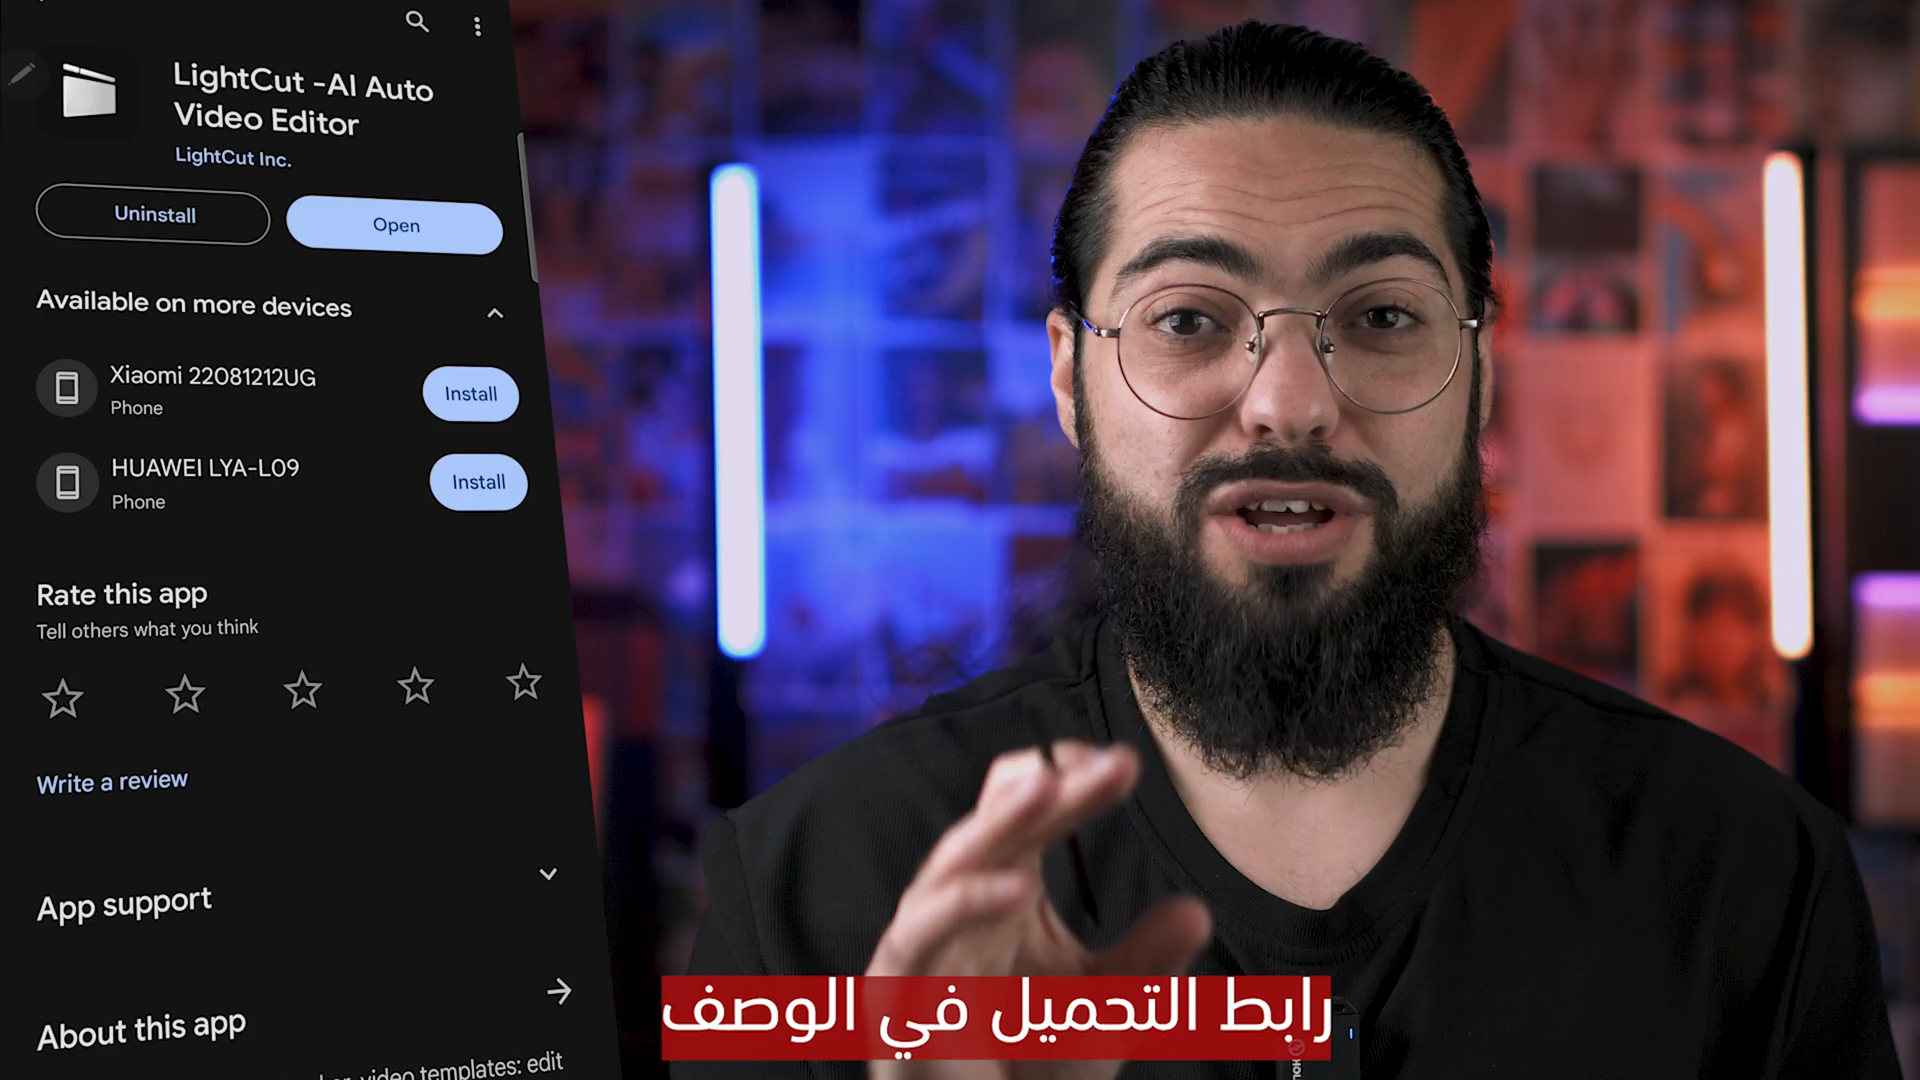 LightCut -AI Auto
Video Editor
LightCut Inc.
Uninstall
Open
Available on more devices
Xiaomi 22081212UG
Phone
Install
HUAWEI LYA-L09
Phone
Install
Rate this app
Tell others what you think
Write a review
App support
About this app
video templates: edit
رابط التحميل في الوصف